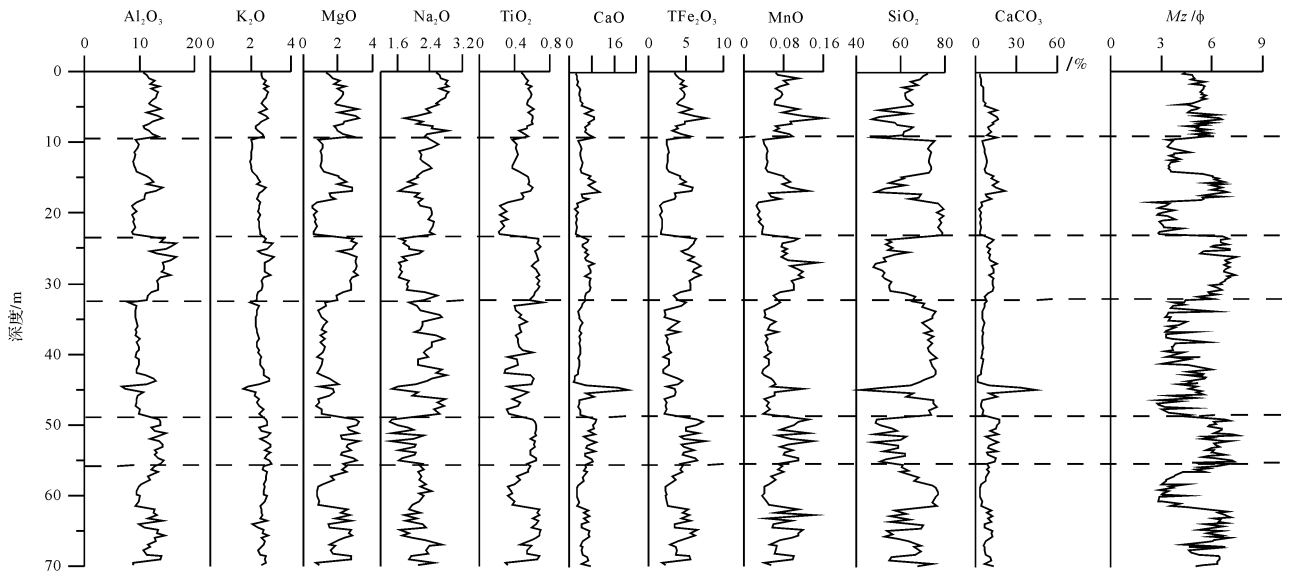 Al₂O₃ K₂O MgO Na₂O TiO₂ CaO TFe₂O₃ MnO SiO₂ CaCO₃ Mz /ϕ
0 10 20 0 2 4 0 2 4 1.6 2.4 3.2 0 0.4 0.8 0 16 0 5 10 0 0.08 0.16 40 60 80 0 30 60 /% 0 3 6 9
0
10
20
30
40
50
60
70
深度/m